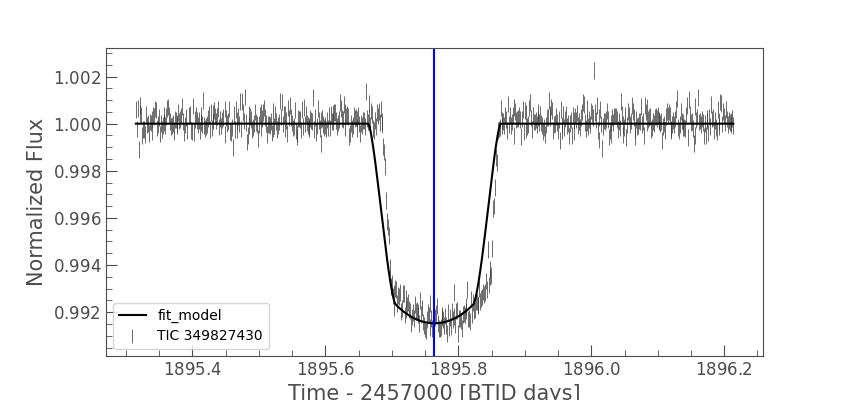 1.002
1.000
0.998
0.996
0.994
0.992
Normalized Flux
fit_model
TIC 349827430
1895.4 1895.6 1895.8 1896.0 1896.2
Time - 2457000 [BTJD days]